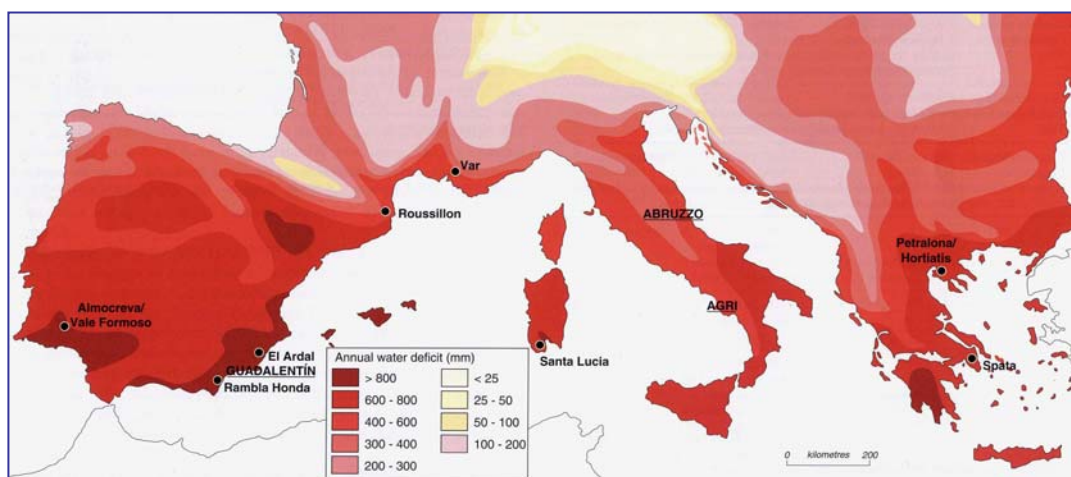 Var
Roussillon
ABRUZZO
Petralona/
Hortiatis
AGRI
Almocreva/
Vale Formoso
El Ardal
GUADALENTÍN
Rambla Honda
Santa Lucia
Spata
Annual water deficit (mm)
> 800
600 - 800
400 - 600
300 - 400
200 - 300
< 25
25 - 50
50 - 100
100 - 200
0 kilometres 200